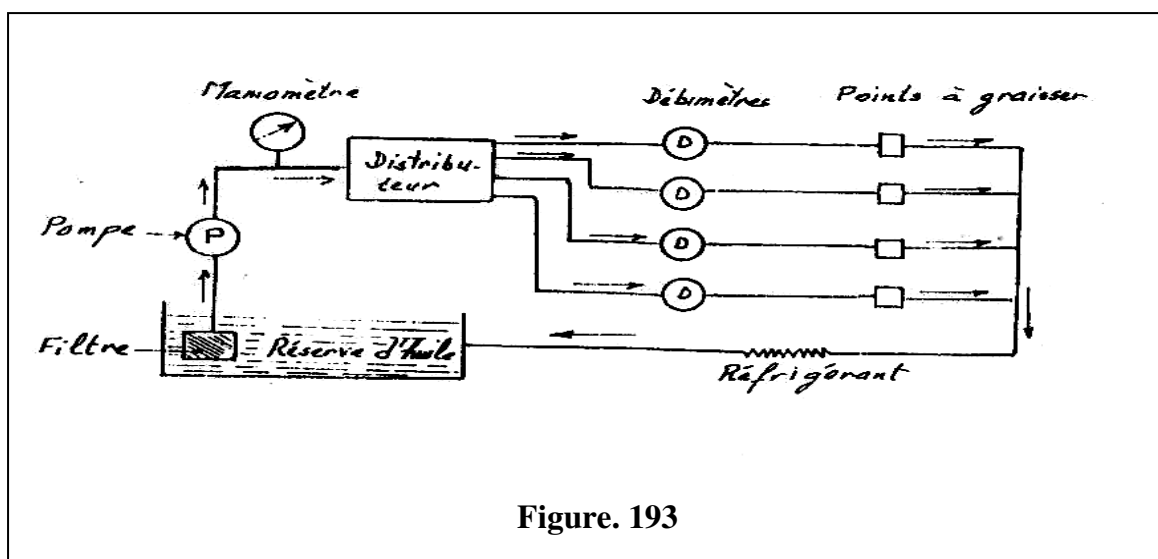 Manomètre
Débimètres
Points à graisser
Distribu-
teur
D
D
D
D
Pompe
P
Filtre
Réserve d'huile
Réfrigérant
Figure. 193